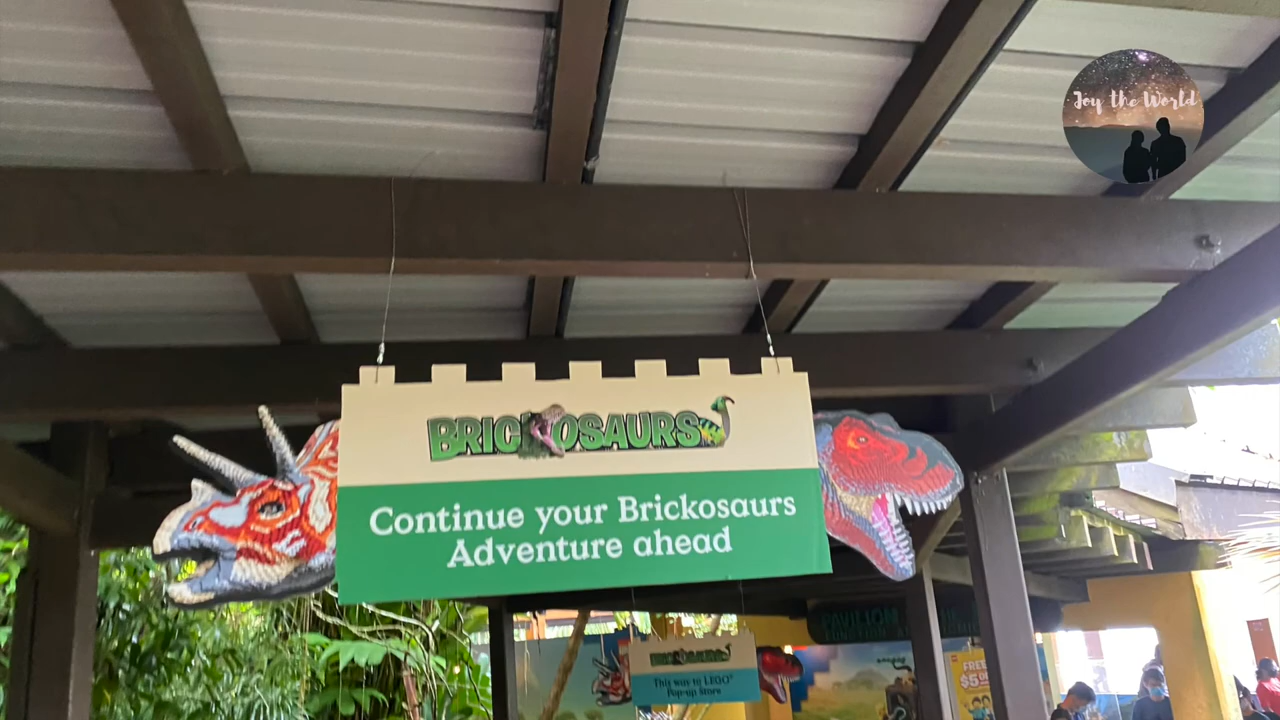 Joy the World
BRICKOSAURS
Continue your Brickosaurs
Adventure ahead
BRICKOSAURS
This way to LEGO®
Pop-up Store
PAVILION
FREE
$5